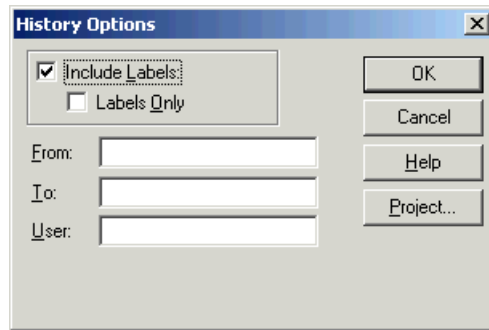 History Options
Include Labels:
Labels Only
From:
To:
User:
OK
Cancel
Help
Project...